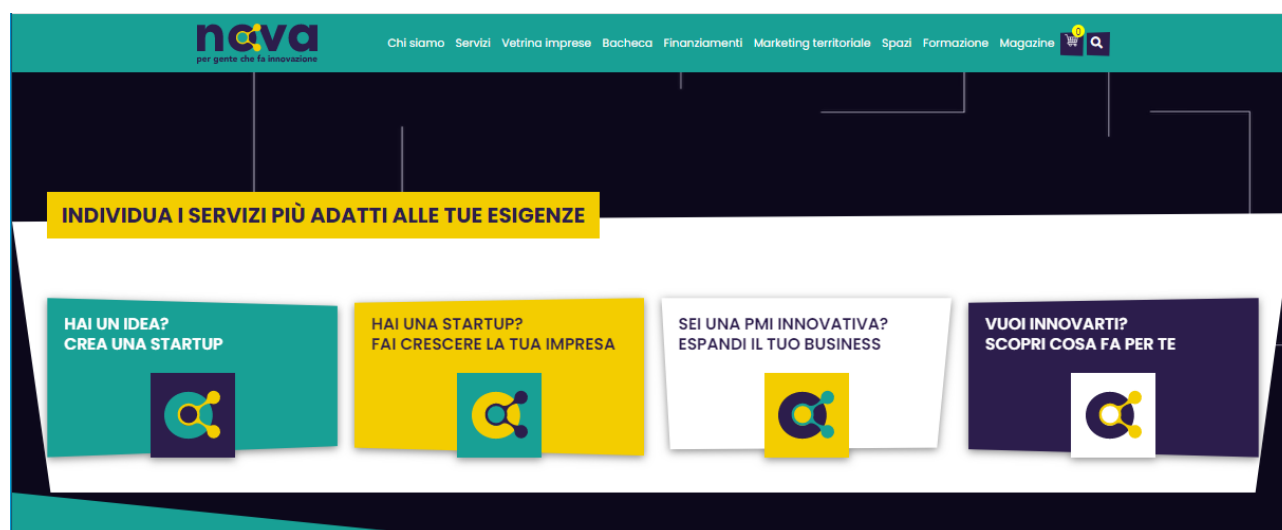 nova
per gente che fa innovazione
Chi siamo Servizi Vetrina imprese Bacheca Finanziamenti Marketing territoriale Spazi Formazione Magazine 0
INDIVIDUA I SERVIZI PIÙ ADATTI ALLE TUE ESIGENZE
HAI UN IDEA?
CREA UNA STARTUP
HAI UNA STARTUP?
FAI CRESCERE LA TUA IMPRESA
SEI UNA PMI INNOVATIVA?
ESPANDI IL TUO BUSINESS
VUOI INNOVARTI?
SCOPRI COSA FA PER TE